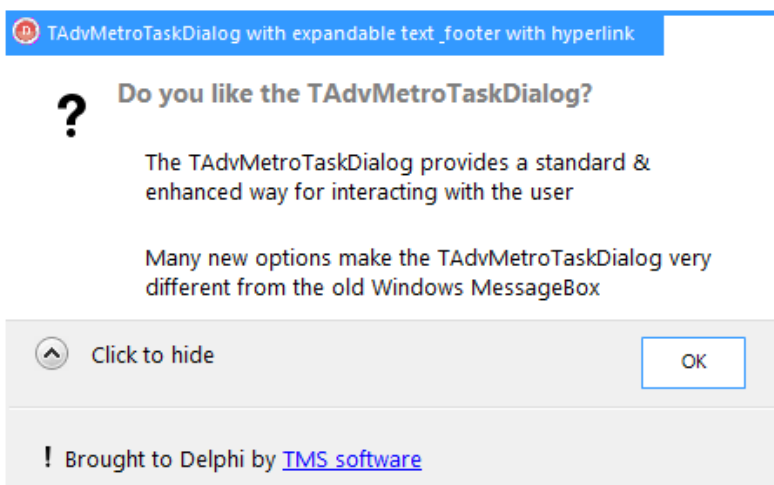 TAdvMetroTaskDialog with expandable text _footer with hyperlink
? Do you like the TAdvMetroTaskDialog?
The TAdvMetroTaskDialog provides a standard &
enhanced way for interacting with the user
Many new options make the TAdvMetroTaskDialog very
different from the old Windows MessageBox
Click to hide
OK
! Brought to Delphi by TMS software